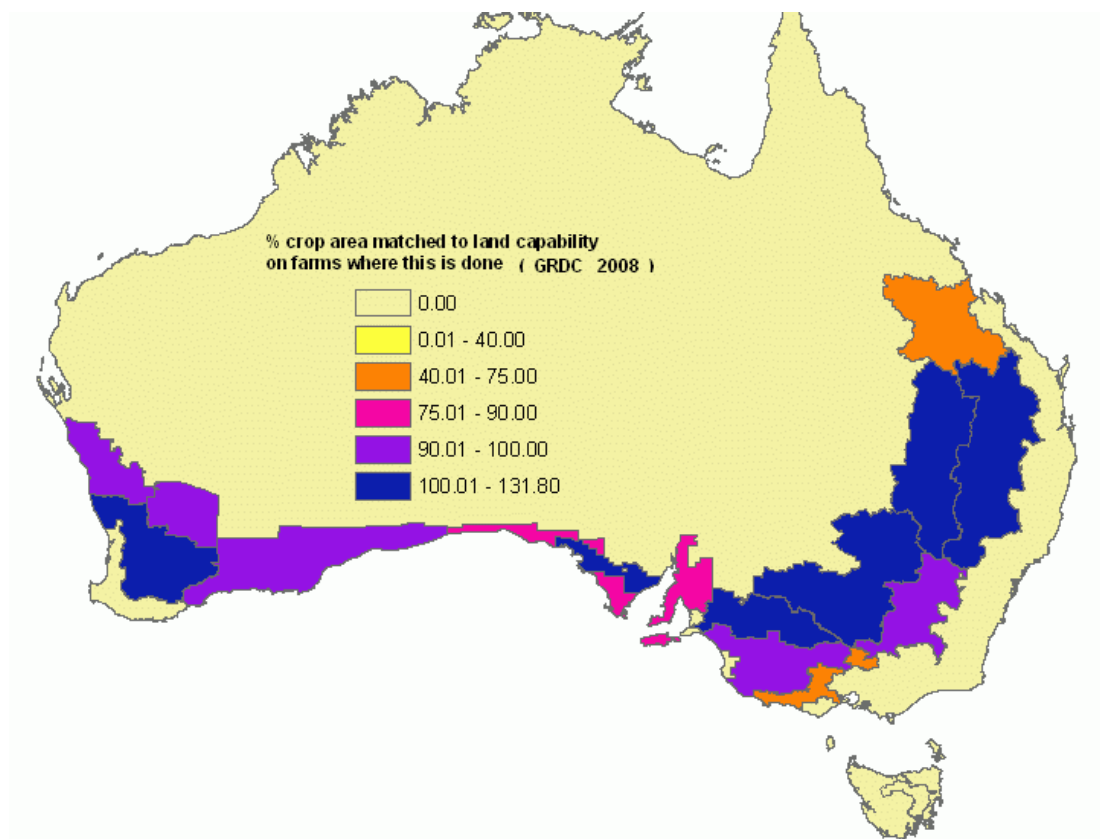 % crop area matched to land capability
on farms where this is done ( GRDC 2008 )
0.00
0.01 - 40.00
40.01 - 75.00
75.01 - 90.00
90.01 - 100.00
100.01 - 131.80